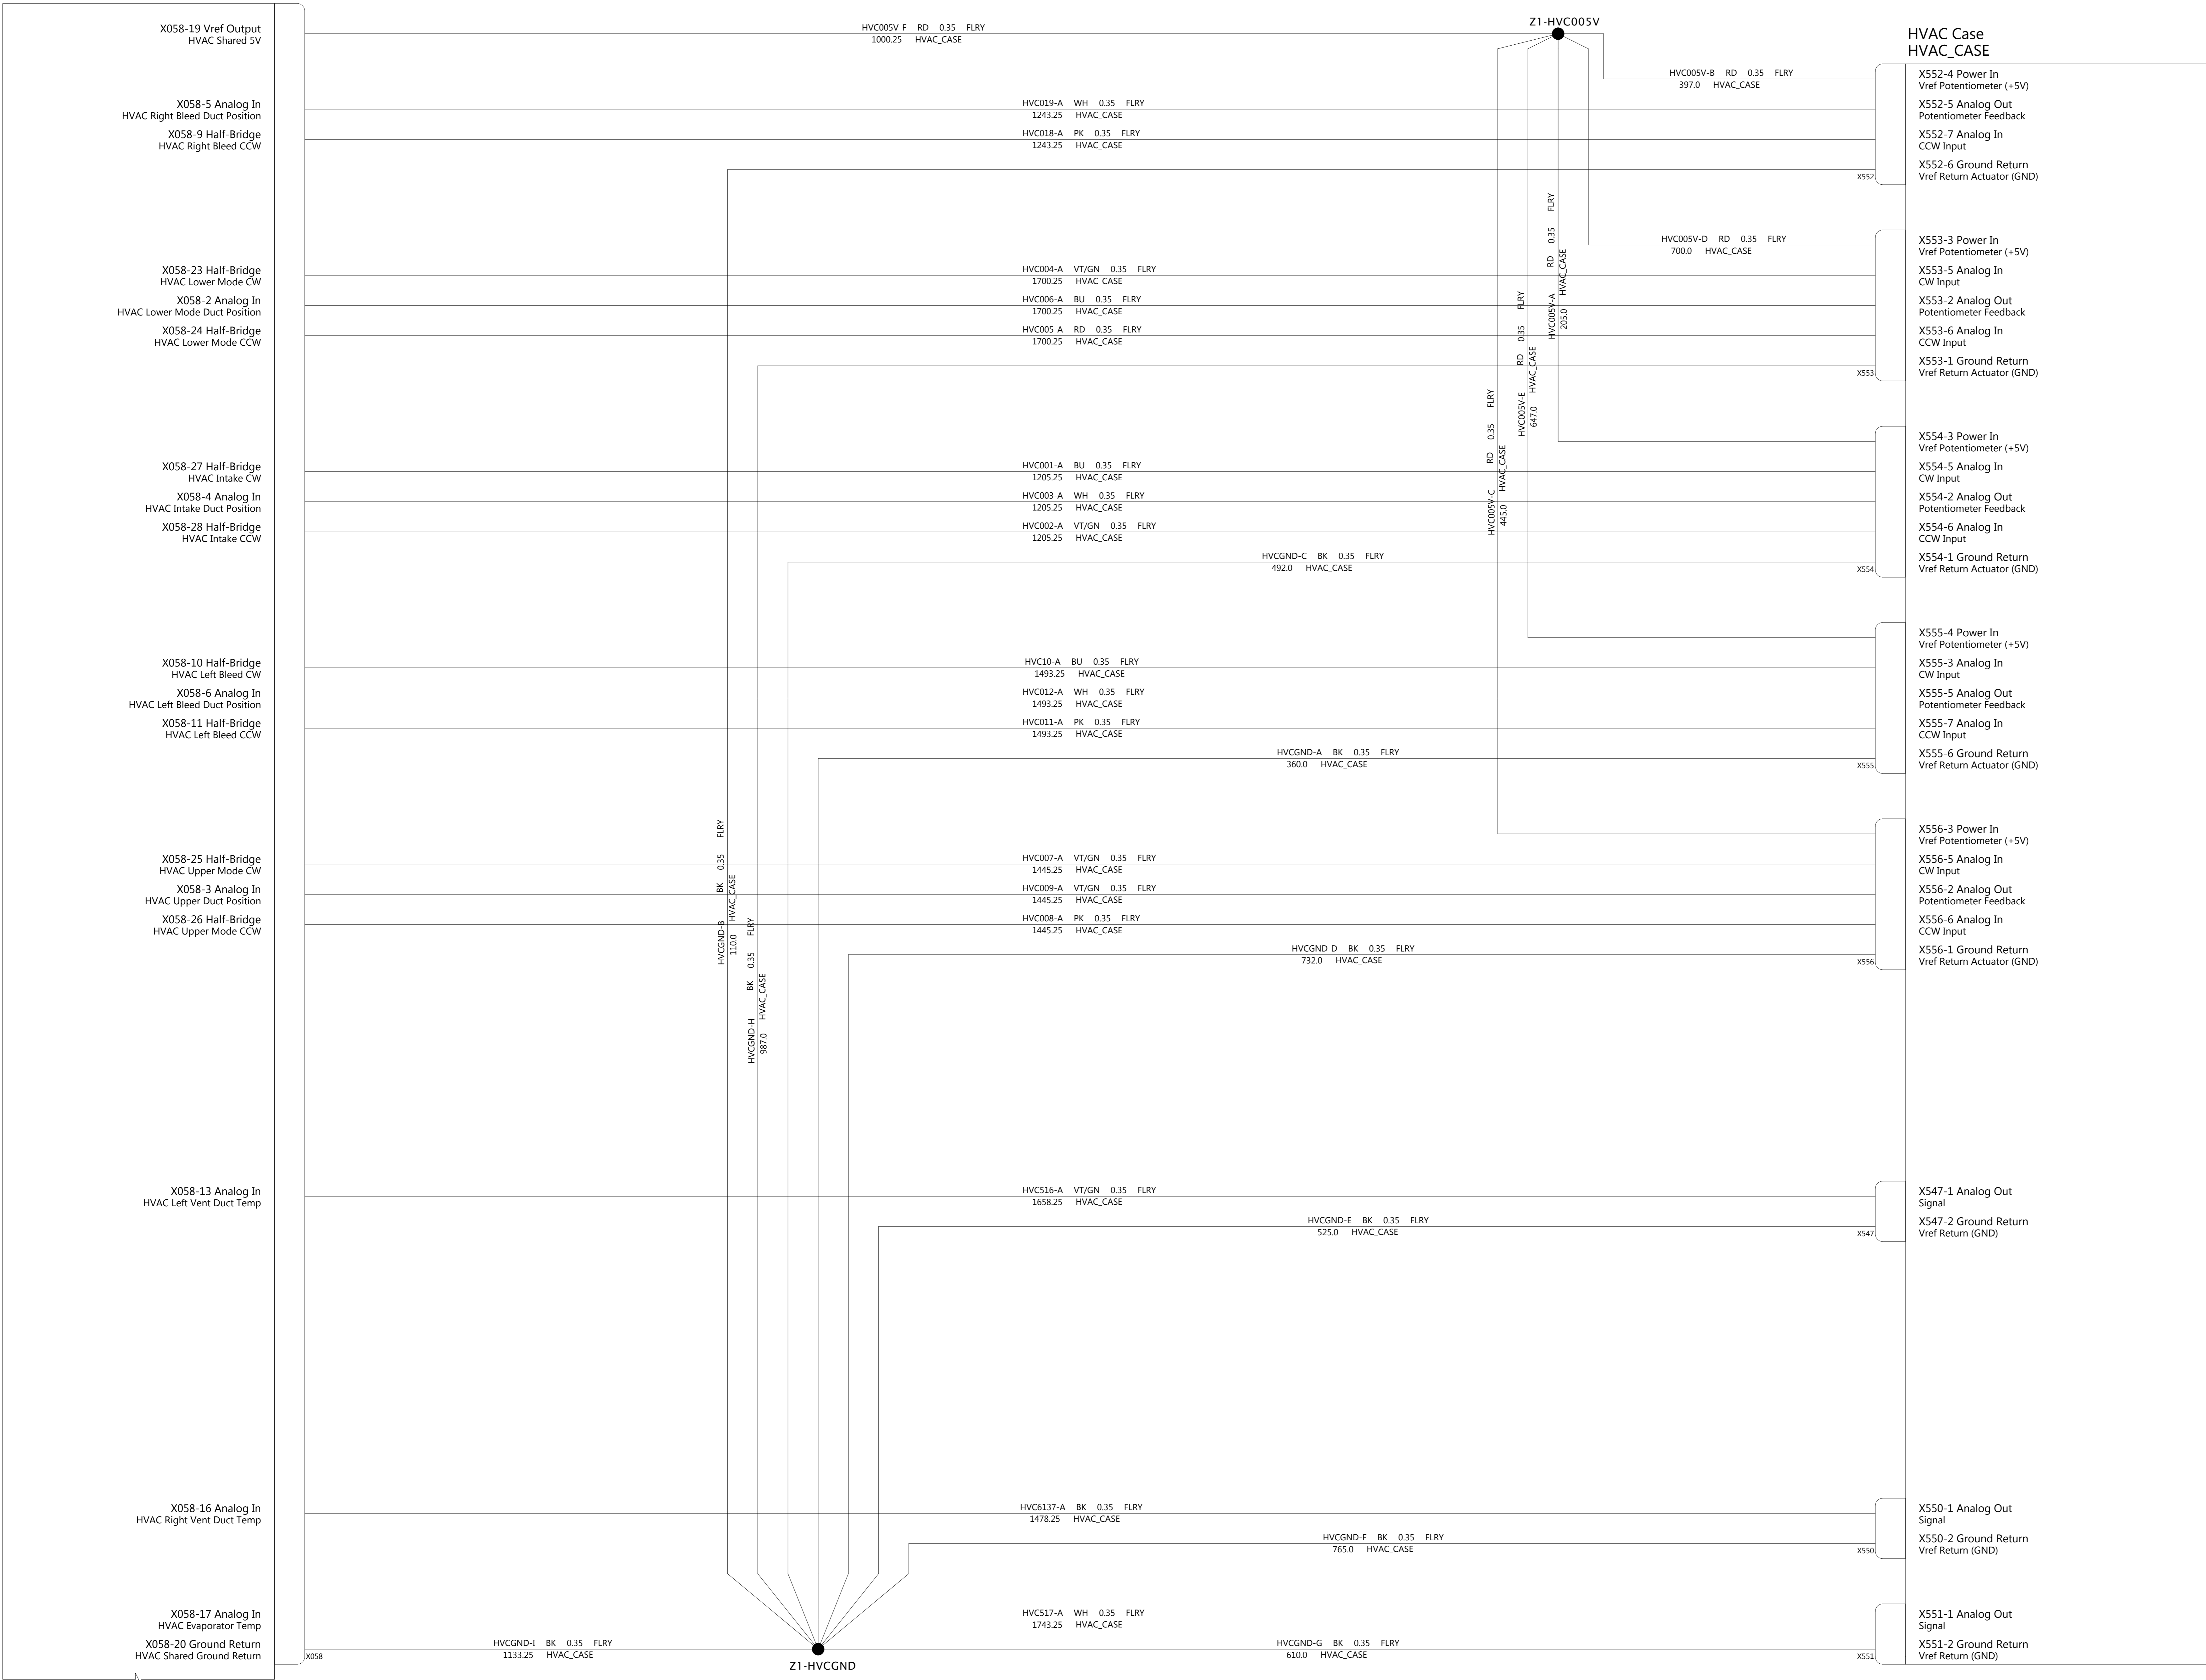 Z1-HVC005V
X058-19 Vref Output
HVAC Shared 5V
HVC005V-F RD 0.35 FLRY
1000.25 HVAC_CASE
HVAC Case
HVAC_CASE
HVC005V-B RD 0.35 FLRY
397.0 HVAC_CASE
X552-4 Power In
Vref Potentiometer (+5V)
X058-5 Analog In
HVAC Right Bleed Duct Position
HVC019-A WH 0.35 FLRY
1243.25 HVAC_CASE
X552-5 Analog Out
Potentiometer Feedback
X058-9 Half-Bridge
HVAC Right Bleed CCW
HVC018-A PK 0.35 FLRY
1243.25 HVAC_CASE
X552-7 Analog In
CCW Input
X552-6 Ground Return
Vref Return Actuator (GND)
X552
HVC005V-D RD 0.35 FLRY
700.0 HVAC_CASE
X553-3 Power In
Vref Potentiometer (+5V)
X058-23 Half-Bridge
HVAC Lower Mode CW
HVC004-A VT/GN 0.35 FLRY
1700.25 HVAC_CASE
X553-5 Analog In
CW Input
X058-2 Analog In
HVAC Lower Mode Duct Position
HVC006-A BU 0.35 FLRY
1700.25 HVAC_CASE
X553-2 Analog Out
Potentiometer Feedback
X058-24 Half-Bridge
HVAC Lower Mode CCW
HVC005-A RD 0.35 FLRY
1700.25 HVAC_CASE
X553-6 Analog In
CCW Input
X553-1 Ground Return
Vref Return Actuator (GND)
X553
HVC005V-A RD 0.35 FLRY
205.0 HVAC_CASE
HVC005V-E RD 0.35 FLRY
647.0 HVAC_CASE
HVC005V-C RD 0.35 FLRY
445.0 HVAC_CASE
X554-3 Power In
Vref Potentiometer (+5V)
X058-27 Half-Bridge
HVAC Intake CW
HVC001-A BU 0.35 FLRY
1205.25 HVAC_CASE
X554-5 Analog In
CW Input
X058-4 Analog In
HVAC Intake Duct Position
HVC003-A WH 0.35 FLRY
1205.25 HVAC_CASE
X554-2 Analog Out
Potentiometer Feedback
X058-28 Half-Bridge
HVAC Intake CCW
HVC002-A VT/GN 0.35 FLRY
1205.25 HVAC_CASE
X554-6 Analog In
CCW Input
HVCGND-C BK 0.35 FLRY
492.0 HVAC_CASE
X554-1 Ground Return
Vref Return Actuator (GND)
X554
X555-4 Power In
Vref Potentiometer (+5V)
X058-10 Half-Bridge
HVAC Left Bleed CW
HVC10-A BU 0.35 FLRY
1493.25 HVAC_CASE
X555-3 Analog In
CW Input
X058-6 Analog In
HVAC Left Bleed Duct Position
HVC012-A WH 0.35 FLRY
1493.25 HVAC_CASE
X555-5 Analog Out
Potentiometer Feedback
X058-11 Half-Bridge
HVAC Left Bleed CCW
HVC011-A PK 0.35 FLRY
1493.25 HVAC_CASE
X555-7 Analog In
CCW Input
HVCGND-A BK 0.35 FLRY
360.0 HVAC_CASE
X555-6 Ground Return
Vref Return Actuator (GND)
X555
X556-3 Power In
Vref Potentiometer (+5V)
X058-25 Half-Bridge
HVAC Upper Mode CW
HVC007-A VT/GN 0.35 FLRY
1445.25 HVAC_CASE
X556-5 Analog In
CW Input
X058-3 Analog In
HVAC Upper Duct Position
HVC009-A VT/GN 0.35 FLRY
1445.25 HVAC_CASE
X556-2 Analog Out
Potentiometer Feedback
X058-26 Half-Bridge
HVAC Upper Mode CCW
HVC008-A PK 0.35 FLRY
1445.25 HVAC_CASE
X556-6 Analog In
CCW Input
HVCGND-D BK 0.35 FLRY
732.0 HVAC_CASE
X556-1 Ground Return
Vref Return Actuator (GND)
X556
HVCGND-B BK 0.35 FLRY
110.0 HVAC_CASE
HVCGND-H BK 0.35 FLRY
987.0 HVAC_CASE
X058-13 Analog In
HVAC Left Vent Duct Temp
HVC516-A VT/GN 0.35 FLRY
1658.25 HVAC_CASE
X547-1 Analog Out
Signal
HVCGND-E BK 0.35 FLRY
525.0 HVAC_CASE
X547-2 Ground Return
Vref Return (GND)
X547
X058-16 Analog In
HVAC Right Vent Duct Temp
HVC6137-A BK 0.35 FLRY
1478.25 HVAC_CASE
X550-1 Analog Out
Signal
HVCGND-F BK 0.35 FLRY
765.0 HVAC_CASE
X550-2 Ground Return
Vref Return (GND)
X550
X058-17 Analog In
HVAC Evaporator Temp
HVC517-A WH 0.35 FLRY
1743.25 HVAC_CASE
X551-1 Analog Out
Signal
X058-20 Ground Return
HVAC Shared Ground Return
X058
HVCGND-I BK 0.35 FLRY
1133.25 HVAC_CASE
HVCGND-G BK 0.35 FLRY
610.0 HVAC_CASE
X551-2 Ground Return
Vref Return (GND)
X551
Z1-HVCGND